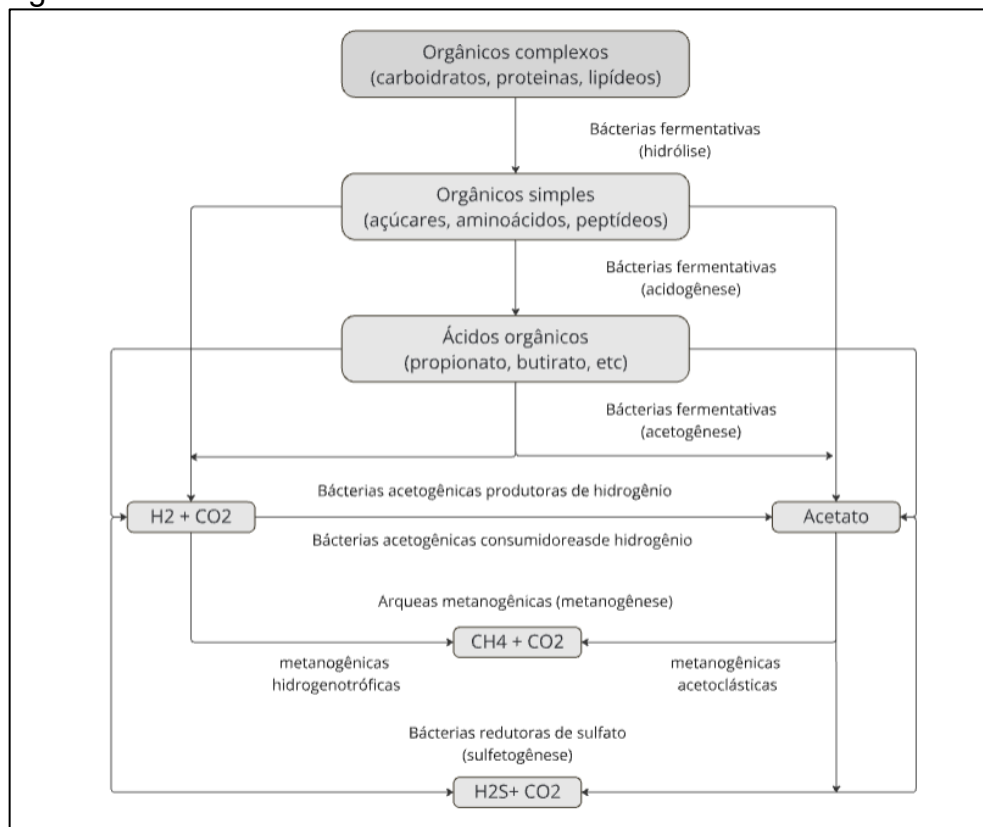 Orgânicos complexos
(carboidratos, proteinas, lipídeos)
Bácterias fermentativas
(hidrólise)
Orgânicos simples
(açúcares, aminoácidos, peptídeos)
Bácterias fermentativas
(acidogênese)
Ácidos orgânicos
(propionato, butirato, etc)
Bácterias fermentativas
(acetogênese)
Bácterias acetogênicas produtoras de hidrogênio
H2 + CO2
Acetato
Bácterias acetogênicas consumidoreasde hidrogênio
Arqueas metanogênicas (metanogênese)
CH4 + CO2
metanogênicas
hidrogenotróficas
metanogênicas
acetoclásticas
Bácterias redutoras de sulfato
(sulfetogênese)
H2S+ CO2